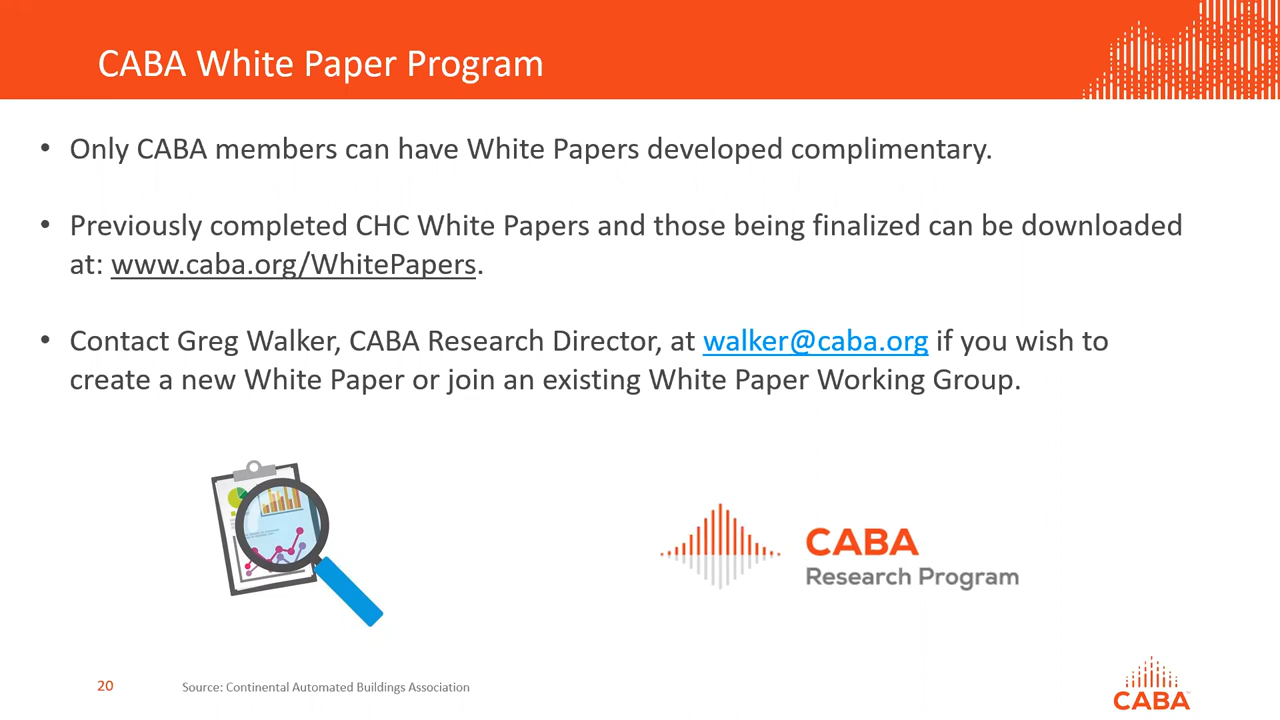 CABA White Paper Program
• Only CABA members can have White Papers developed complimentary.
• Previously completed CHC White Papers and those being finalized can be downloaded
at: www.caba.org/WhitePapers.
• Contact Greg Walker, CABA Research Director, at walker@caba.org if you wish to
create a new White Paper or join an existing White Paper Working Group.
CABA
Research Program
20
Source: Continental Automated Buildings Association
CABA